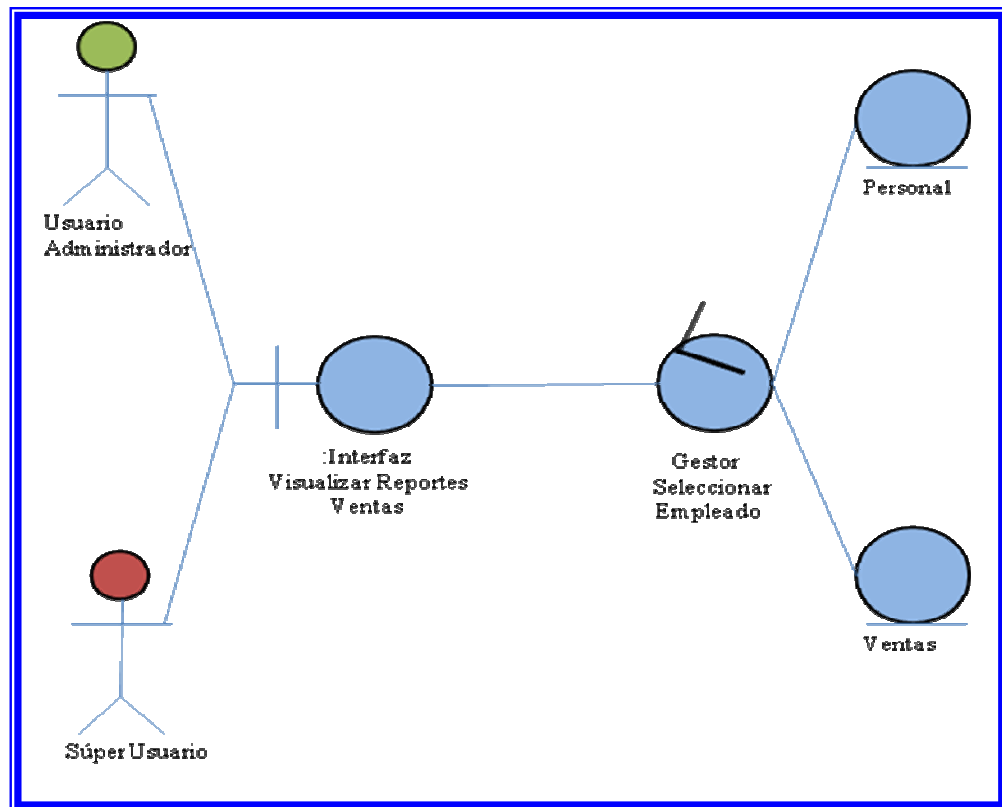 Usuario
Administrador
Personal
:Interfaz
Visualizar Reportes
Ventas
Gestor
Seleccionar
Empleado
Ventas
Súper Usuario